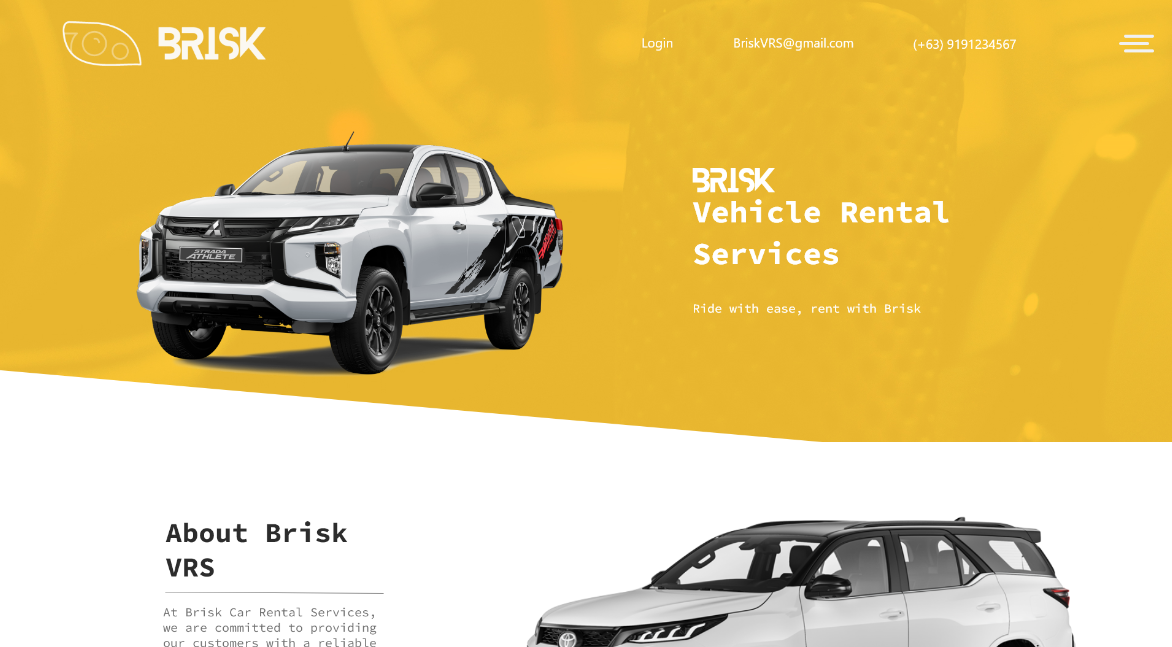 BRISK
Login
BriskVRS@gmail.com
(+63) 9191234567
BRISK
Vehicle Rental
Services
Ride with ease, rent with Brisk
STRADA
ATHLETE
About Brisk
VRS
At Brisk Car Rental Services,
we are committed to providing
our customers with a reliable